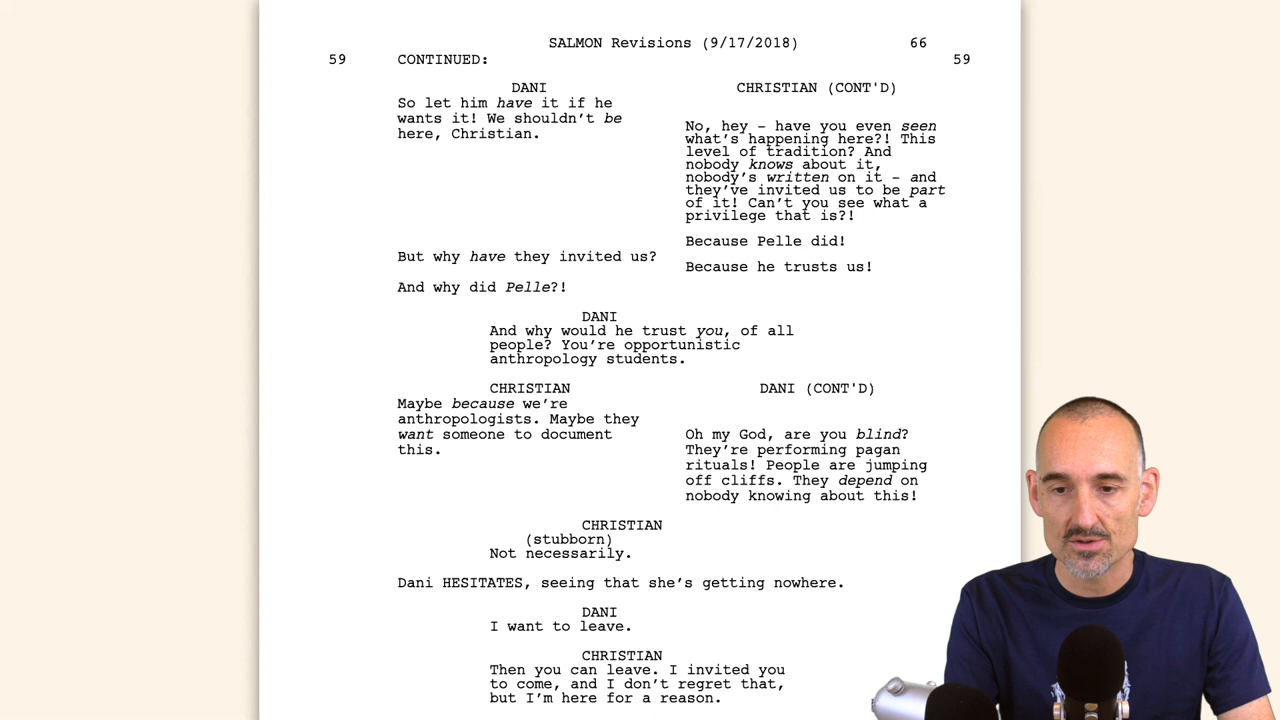 SALMON Revisions (9/17/2018) 66
59 CONTINUED: 59
DANI
So let him have it if he
wants it! We shouldn't be
here, Christian.
But why have they invited us?
And why did Pelle?!
CHRISTIAN (CONT'D)
No, hey – have you even seen
what's happening here?! This
level of tradition? And
nobody knows about it,
nobody's written on it – and
they've invited us to be part
of it! Can't you see what a
privilege that is?!
Because Pelle did!
Because he trusts us!
DANI
And why would he trust you, of all
people? You're opportunistic
anthropology students.
CHRISTIAN
Maybe because we're
anthropologists. Maybe they
want someone to document
this.
DANI (CONT'D)
Oh my God, are you blind?
They're performing pagan
rituals! People are jumping
off cliffs. They depend on
nobody knowing about this!
CHRISTIAN
(stubborn)
Not necessarily.
Dani HESITATES, seeing that she's getting nowhere.
DANI
I want to leave.
CHRISTIAN
Then you can leave. I invited you
to come, and I don't regret that,
but I'm here for a reason.